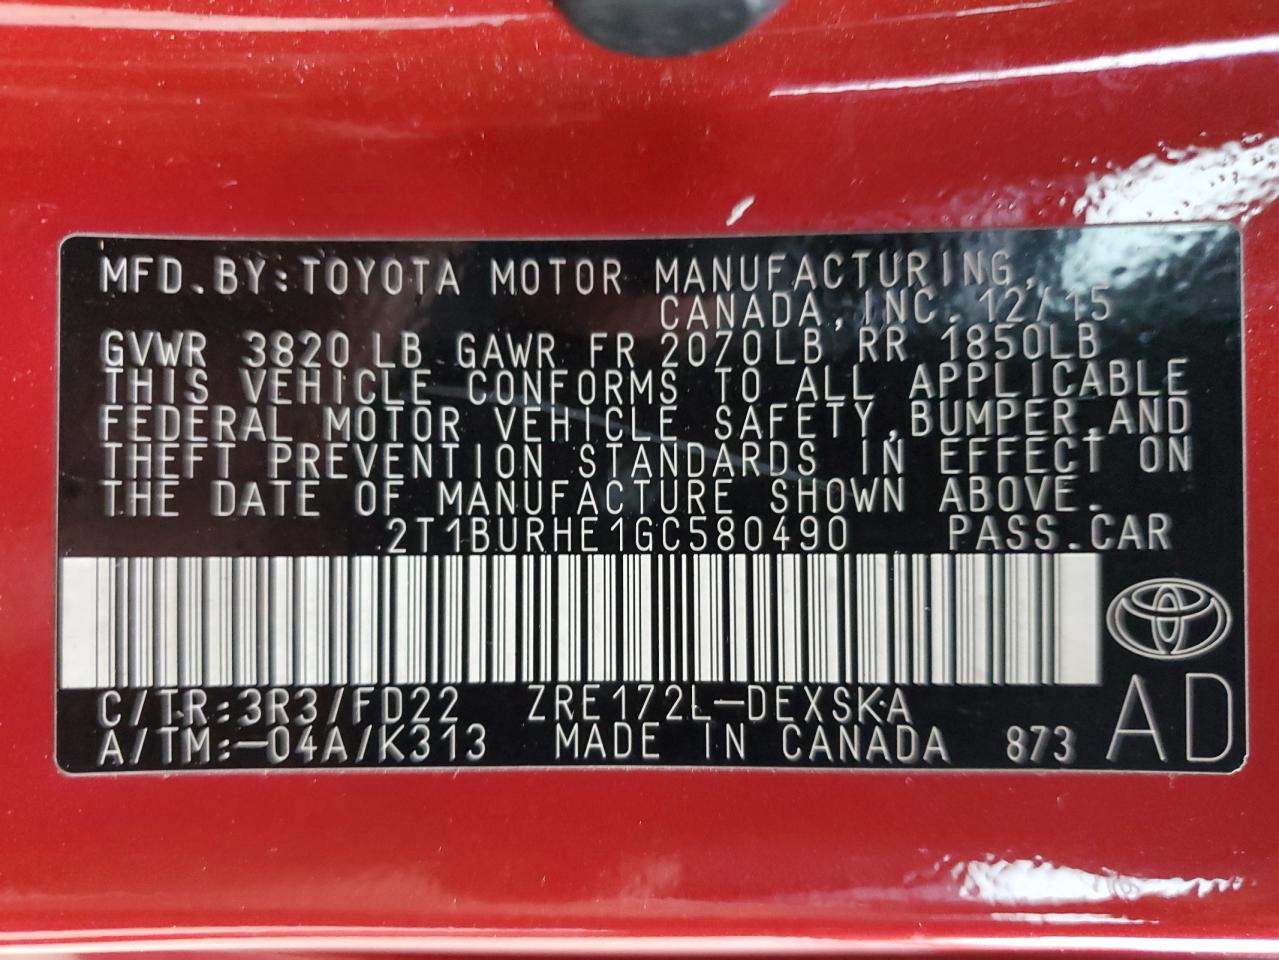 MFD.BY:TOYOTA MOTOR MANUFACTURING,
CANADA,INC. 12/15
GVWR 3820LB GAWR FR 2070LB RR 1850LB
THIS VEHICLE CONFORMS TO ALL APPLICABLE
FEDERAL MOTOR VEHICLE SAFETY,BUMPER,AND
THEFT PREVENTION STANDARDS IN EFFECT ON
THE DATE OF MANUFACTURE SHOWN ABOVE.
2T1BURHE1GC580490 PASS.CAR
C/TR:3R3/FD22 ZRE172L-DEXSKA
A/TM:-04A/K313 MADE IN CANADA 873 AD